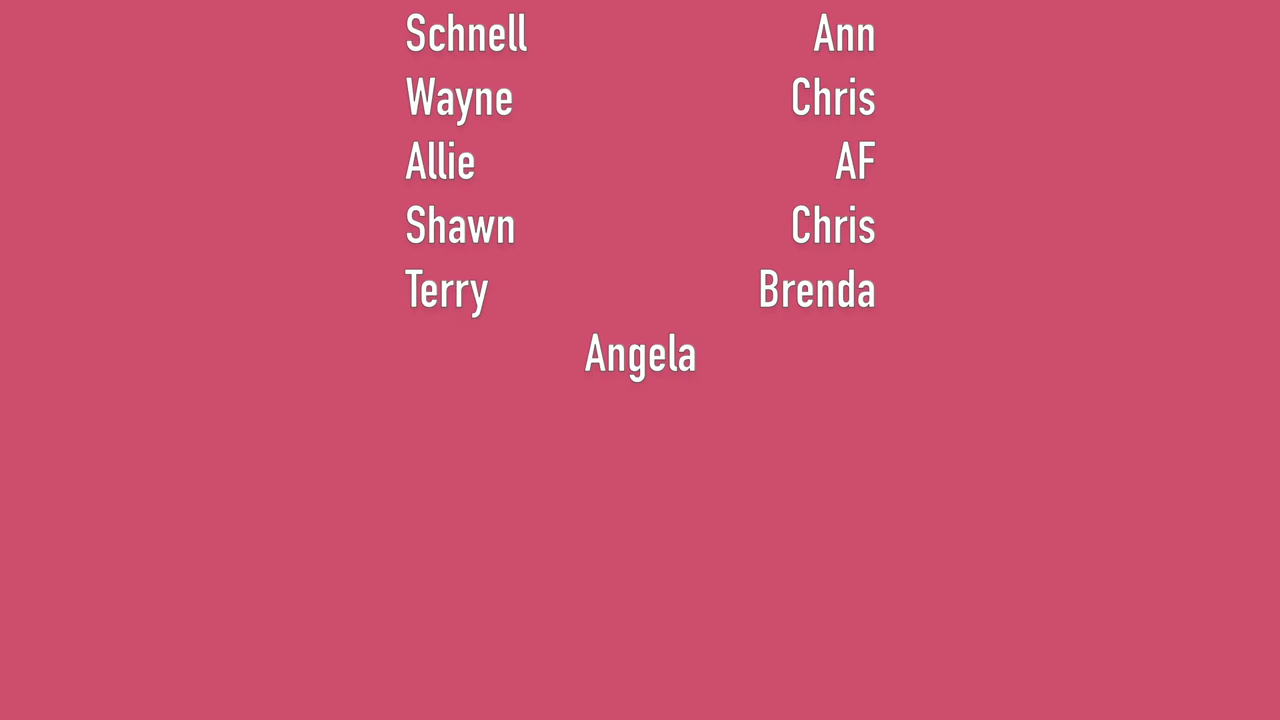 Schnell Ann
Wayne Chris
Allie AF
Shawn Chris
Terry Brenda
Angela